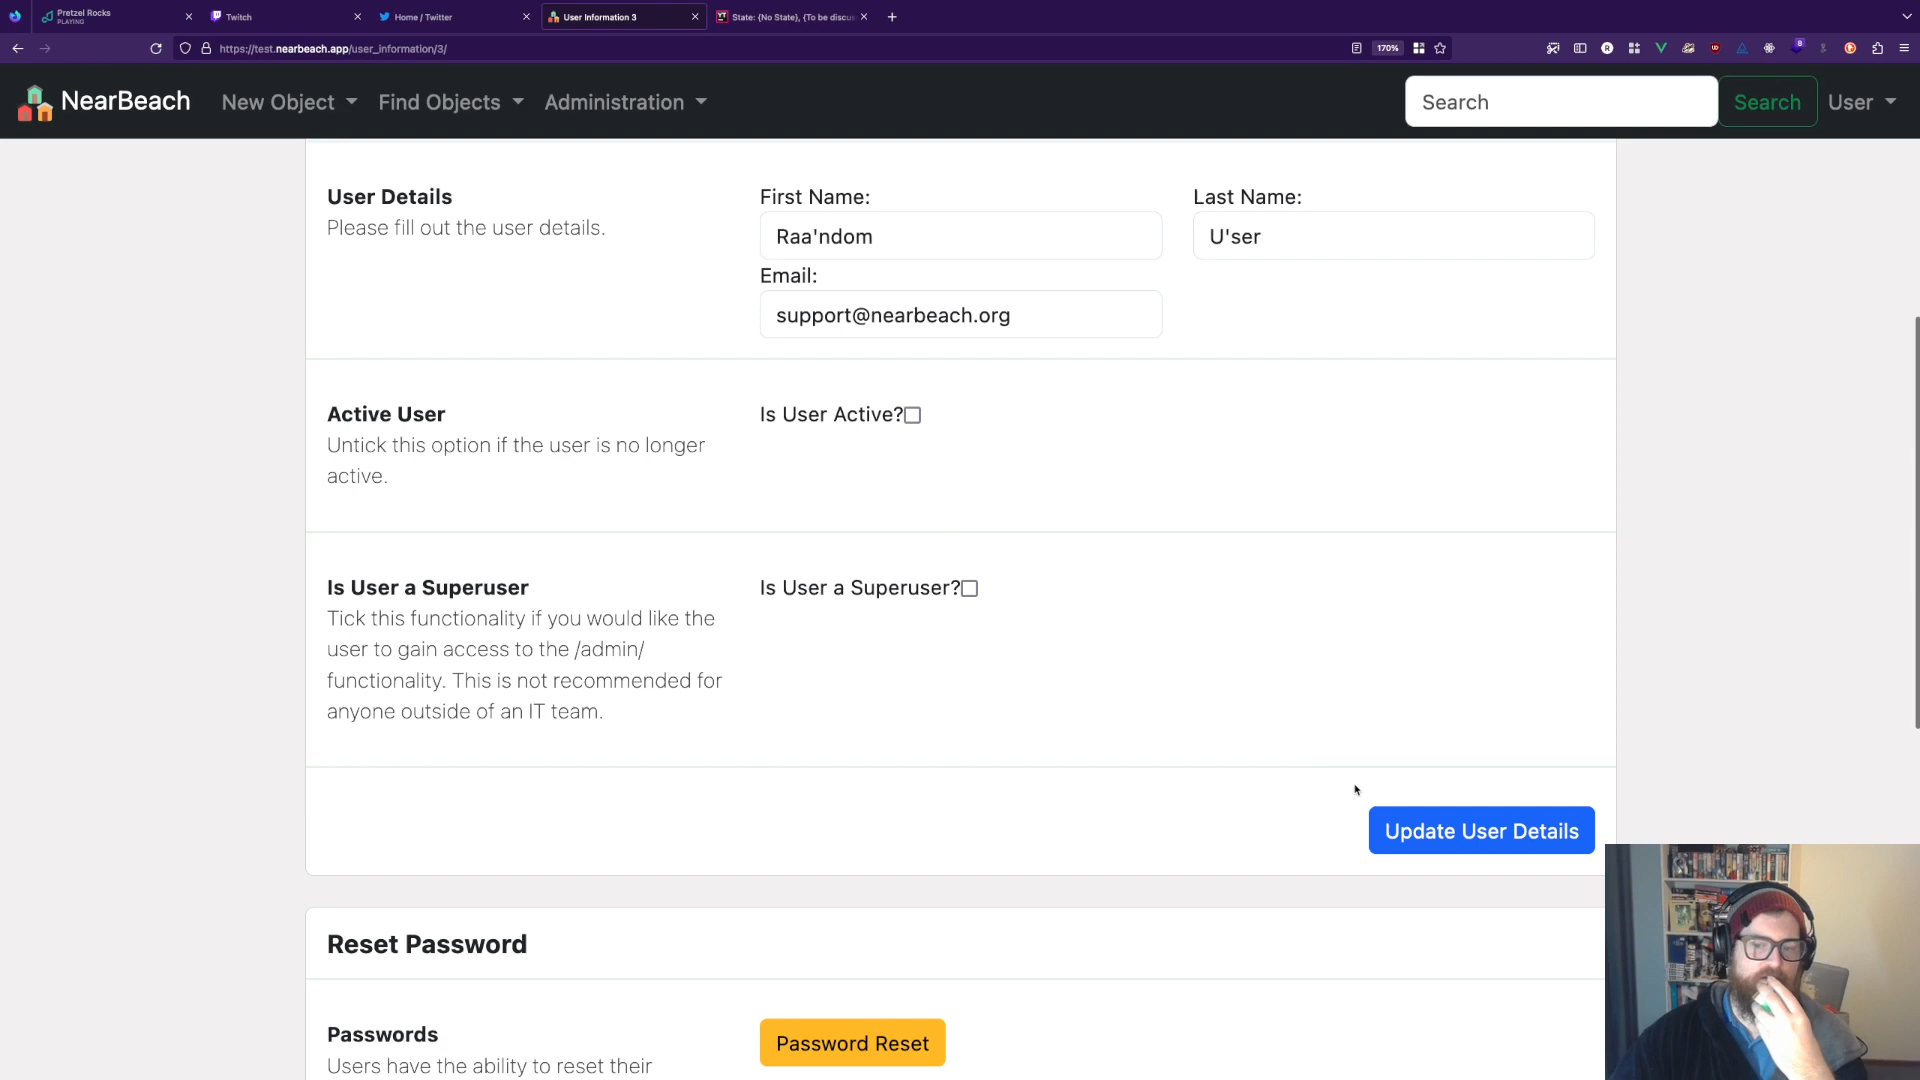 Pretzel Rocks
PLAYING
Twitch
Home / Twitter
User Information 3
State: {No State}, {To be discus
https://test.nearbeach.app/user_information/3/
170%
NearBeach
New Object
Find Objects
Administration
Search
Search
User
User Details
Please fill out the user details.
First Name:
Raa'ndom
Last Name:
U'ser
Email:
support@nearbeach.org
Active User
Untick this option if the user is no longer
active.
Is User Active?
Is User a Superuser
Tick this functionality if you would like the
user to gain access to the /admin/
functionality. This is not recommended for
anyone outside of an IT team.
Is User a Superuser?
Update User Details
Reset Password
Passwords
Users have the ability to reset their
Password Reset